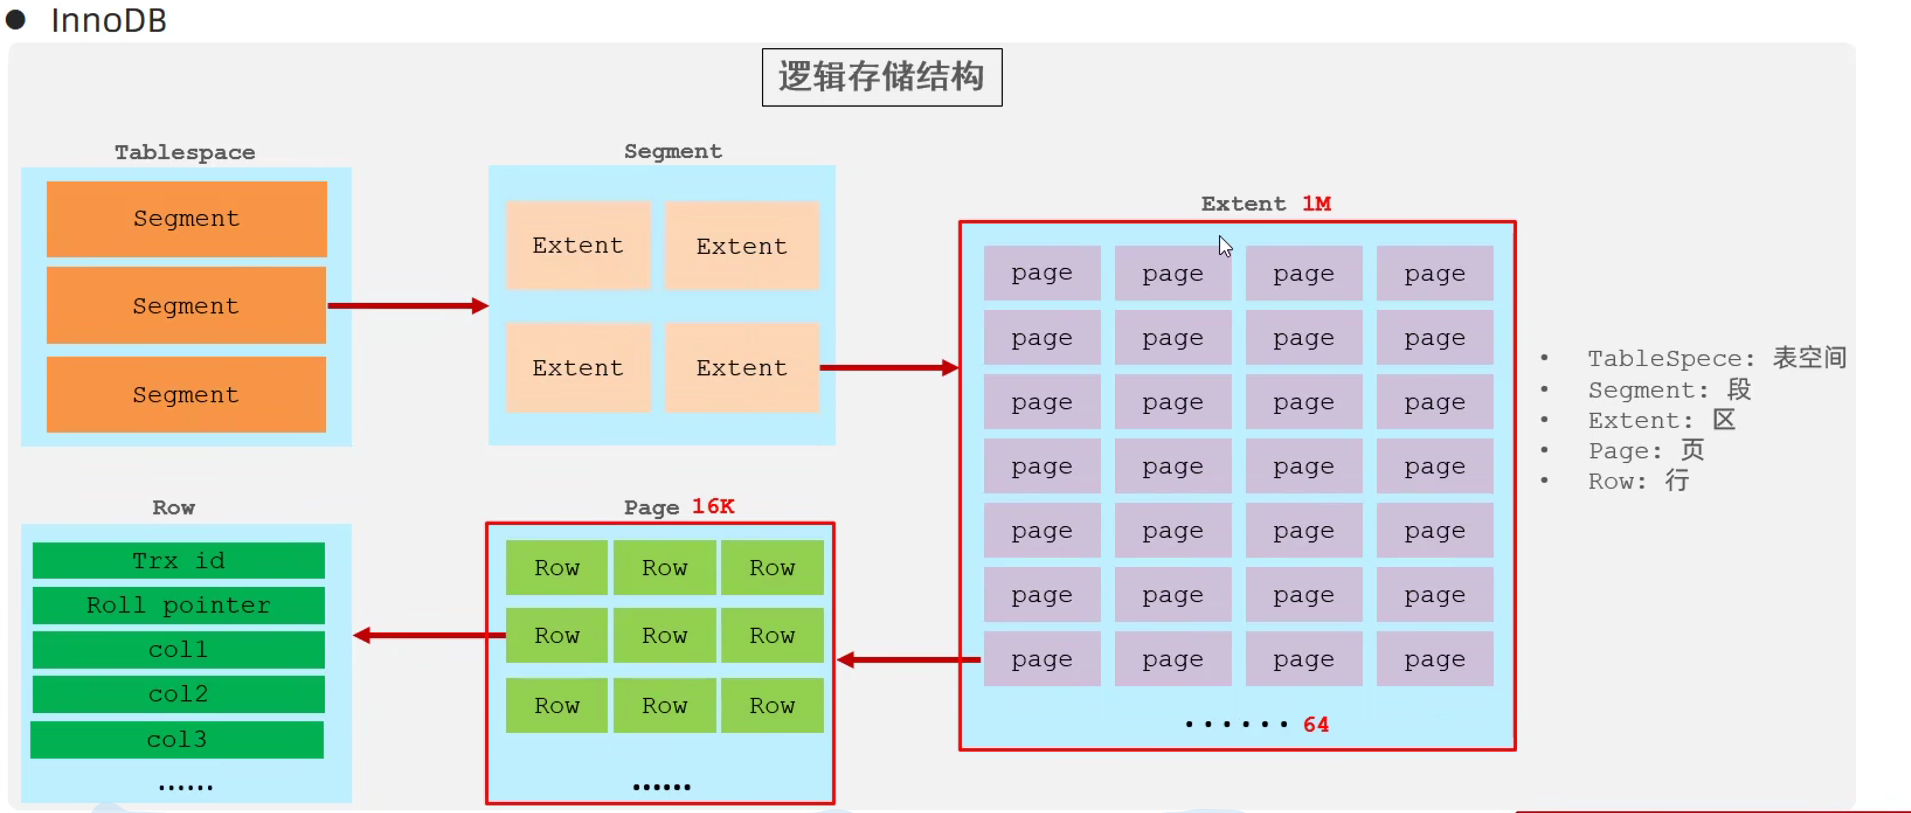 ● InnoDB
逻辑存储结构
Tablespace
Segment
Segment
Segment
Segment
Extent Extent
Extent Extent
Extent 1M
page page page page
page page page page
page page page page
page page page page
page page page page
page page page page
page page page page
...... 64
Page 16K
Row Row Row
Row Row Row
Row Row Row
......
Row
Trx id
Roll pointer
col1
col2
col3
......
• TableSpece: 表空间
• Segment: 段
• Extent: 区
• Page: 页
• Row: 行